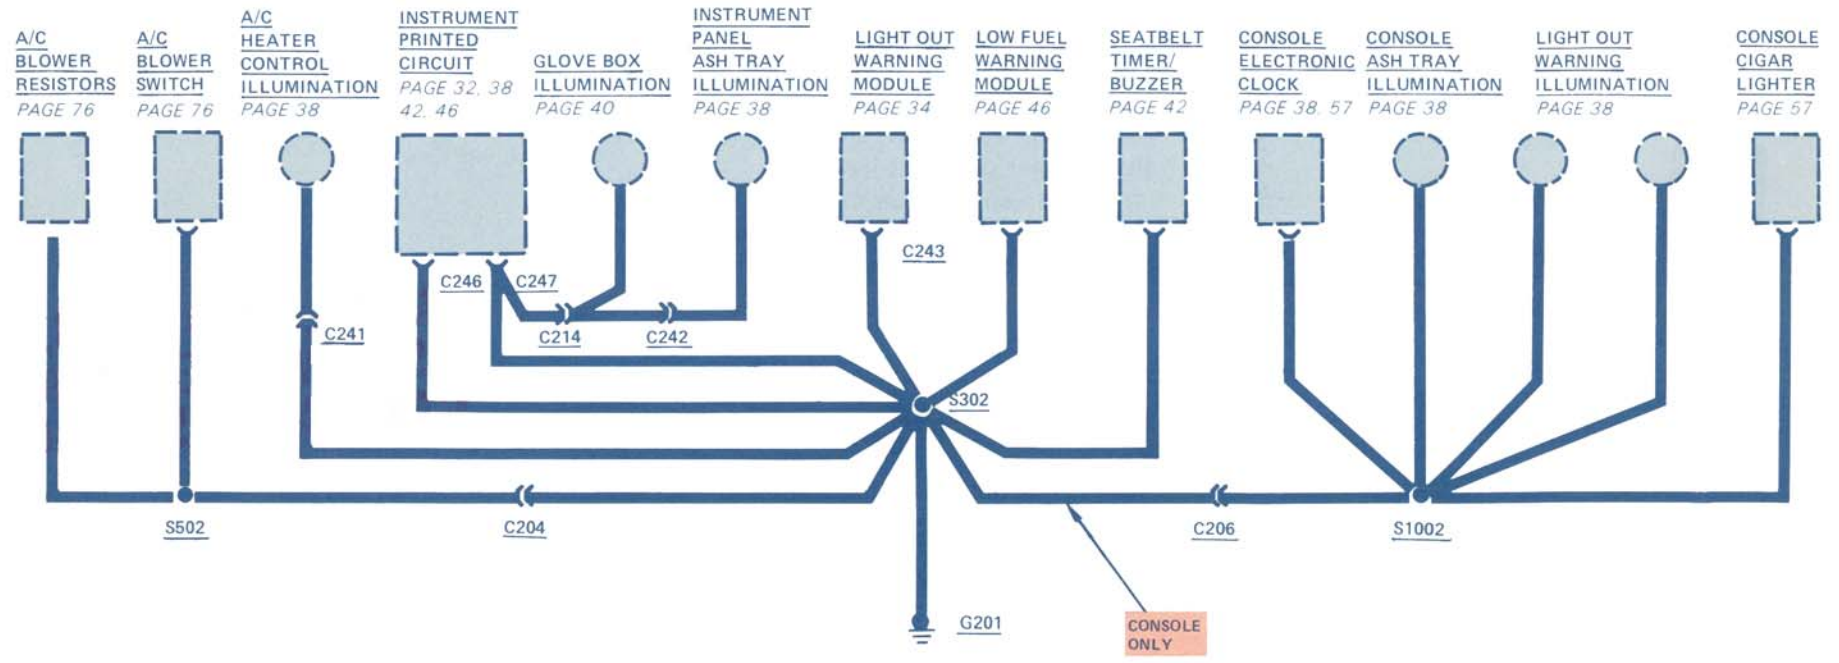 A/C
BLOWER
RESISTORS
PAGE 76
A/C
BLOWER
SWITCH
PAGE 76
A/C
HEATER
CONTROL
ILLUMINATION
PAGE 38
INSTRUMENT
PRINTED
CIRCUIT
PAGE 32, 38
42, 46
GLOVE BOX
ILLUMINATION
PAGE 40
INSTRUMENT
PANEL
ASH TRAY
ILLUMINATION
PAGE 38
LIGHT OUT
WARNING
MODULE
PAGE 34
LOW FUEL
WARNING
MODULE
PAGE 46
SEATBELT
TIMER/
BUZZER
PAGE 42
CONSOLE
ELECTRONIC
CLOCK
PAGE 38, 57
CONSOLE
ASH TRAY
ILLUMINATION
PAGE 38
LIGHT OUT
WARNING
ILLUMINATION
PAGE 38
CONSOLE
CIGAR
LIGHTER
PAGE 57
C243
C246
C247
C241
C214
C242
S302
S502
C204
C206
S1002
G201
CONSOLE
ONLY